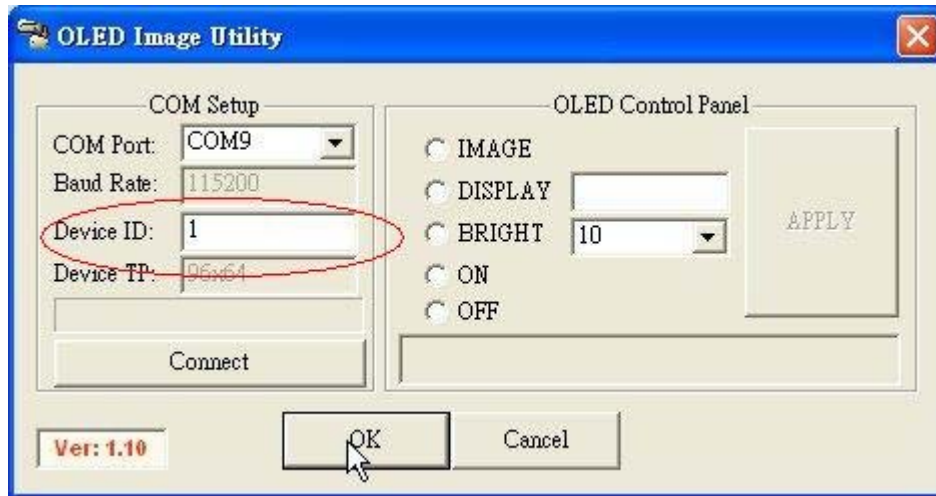 OLED Image Utility
COM Setup
COM Port: COM9
Baud Rate: 115200
Device ID: 1
Device TP: 96x64
Connect
OLED Control Panel
IMAGE
DISPLAY
BRIGHT 10
ON
OFF
APPLY
Ver: 1.10
OK
Cancel